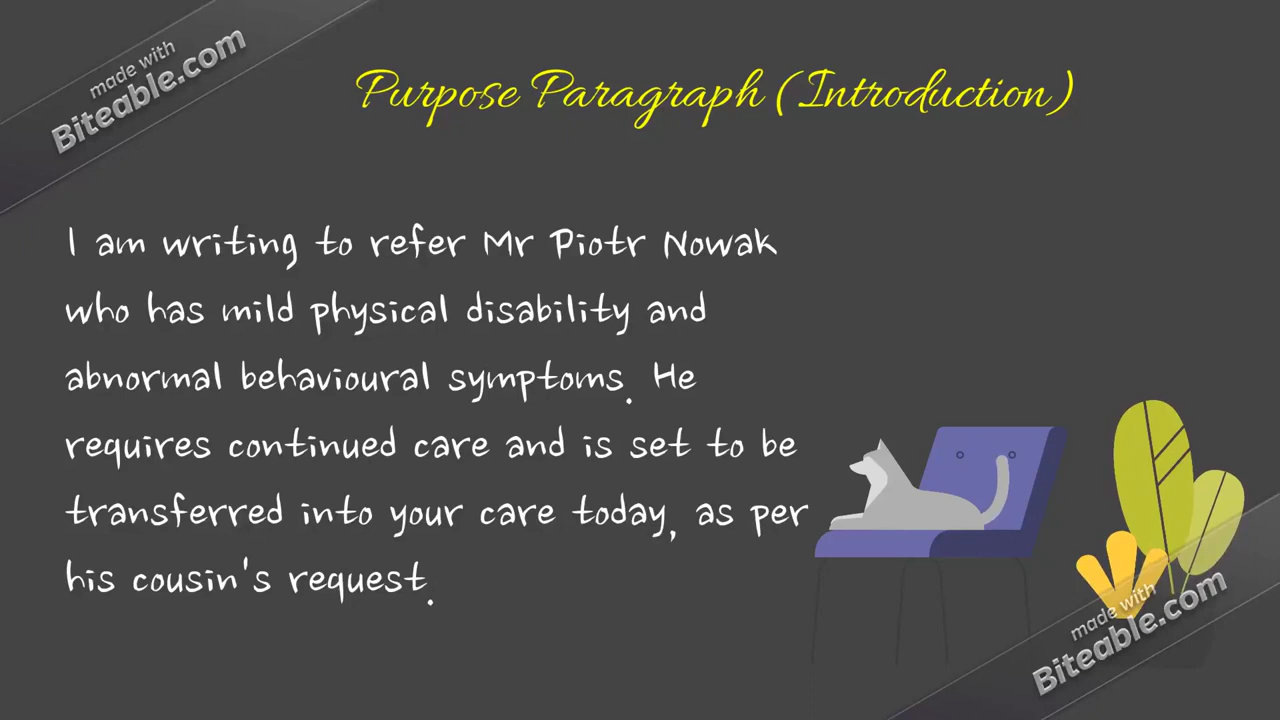 made with
Biteable.com
Purpose Paragraph (Introduction)
I am writing to refer Mr Piotr Nowak
who has mild physical disability and
abnormal behavioural symptoms. He
requires continued care and is set to be
transferred into your care today, as per
his cousin's request.
made with
Biteable.com